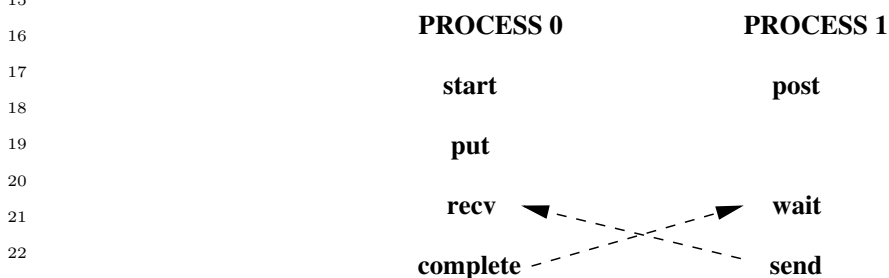 15
16 PROCESS 0 PROCESS 1
17 start post
18
19 put
20 recv wait
21
22 complete send